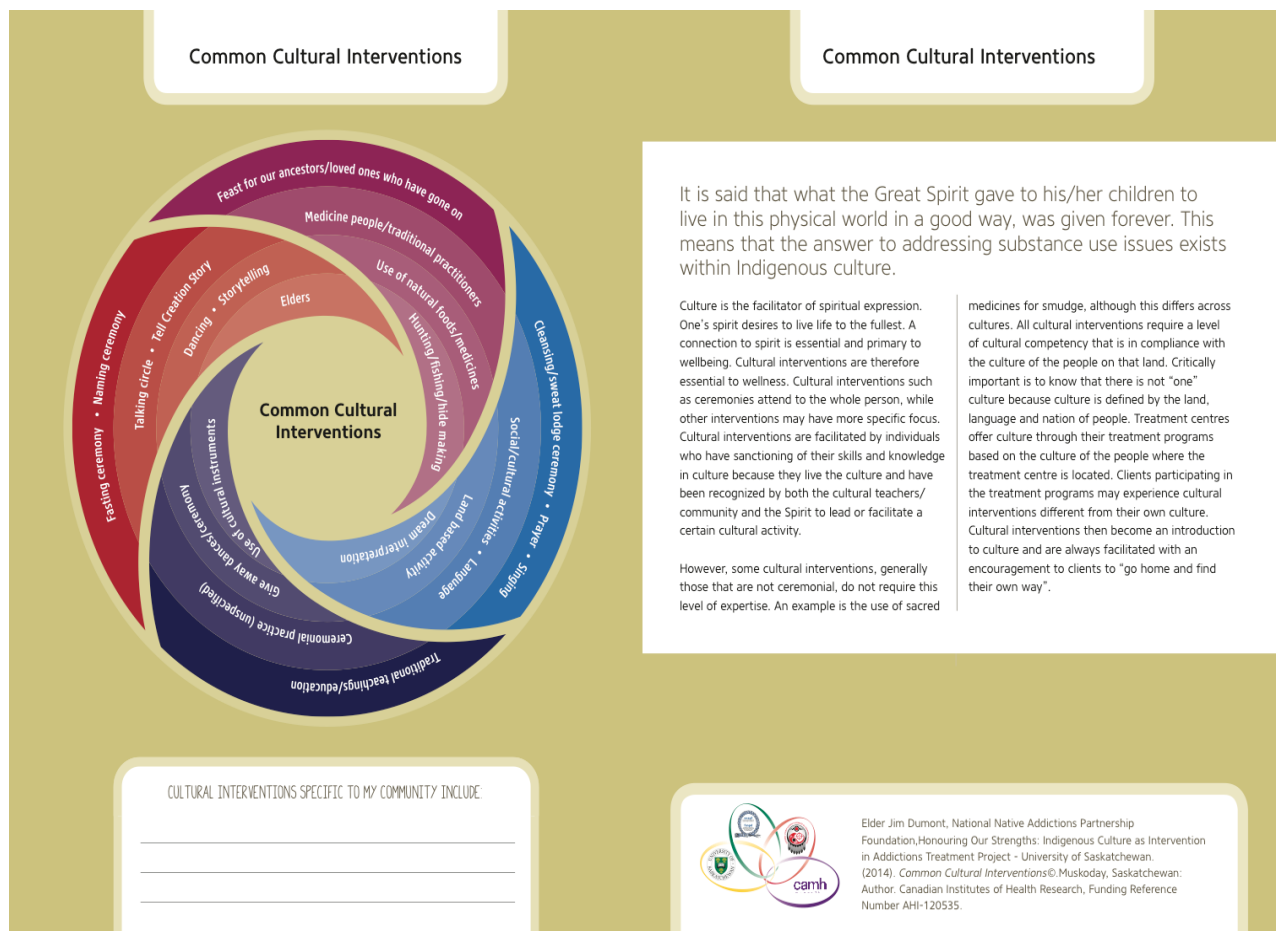 Common Cultural Interventions
Feast for our ancestors/loved ones who have gone on
Medicine people/traditional practitioners
Use of natural foods/medicines
Hunting/fishing/hide making
Cleansing/sweat lodge ceremony • Prayer • Singing
Social/cultural activities • Language
Land based activity
Dream interpretation
Traditional teachings/education
Ceremonial practice (unspecified)
Give away dances/ceremony
Use of cultural instruments
Fasting ceremony • Naming ceremony
Talking circle • Tell Creation Story
Dancing • Storytelling
Elders
Common Cultural
Interventions
CULTURAL INTERVENTIONS SPECIFIC TO MY COMMUNITY INCLUDE:
Common Cultural Interventions
It is said that what the Great Spirit gave to his/her children to
live in this physical world in a good way, was given forever. This
means that the answer to addressing substance use issues exists
within Indigenous culture.
Culture is the facilitator of spiritual expression.
One's spirit desires to live life to the fullest. A
connection to spirit is essential and primary to
wellbeing. Cultural interventions are therefore
essential to wellness. Cultural interventions such
as ceremonies attend to the whole person, while
other interventions may have more specific focus.
Cultural interventions are facilitated by individuals
who have sanctioning of their skills and knowledge
in culture because they live the culture and have
been recognized by both the cultural teachers/
community and the Spirit to lead or facilitate a
certain cultural activity.
However, some cultural interventions, generally
those that are not ceremonial, do not require this
level of expertise. An example is the use of sacred
medicines for smudge, although this differs across
cultures. All cultural interventions require a level
of cultural competency that is in compliance with
the culture of the people on that land. Critically
important is to know that there is not "one"
culture because culture is defined by the land,
language and nation of people. Treatment centres
offer culture through their treatment programs
based on the culture of the people where the
treatment centre is located. Clients participating in
the treatment programs may experience cultural
interventions different from their own culture.
Cultural interventions then become an introduction
to culture and are always facilitated with an
encouragement to clients to "go home and find
their own way".
UNIVERSITY OF
SASKATCHEWAN
camh
Elder Jim Dumont, National Native Addictions Partnership
Foundation,Honouring Our Strengths: Indigenous Culture as Intervention
in Addictions Treatment Project - University of Saskatchewan.
(2014). Common Cultural Interventions©.Muskoday, Saskatchewan:
Author. Canadian Institutes of Health Research, Funding Reference
Number AHI-120535.